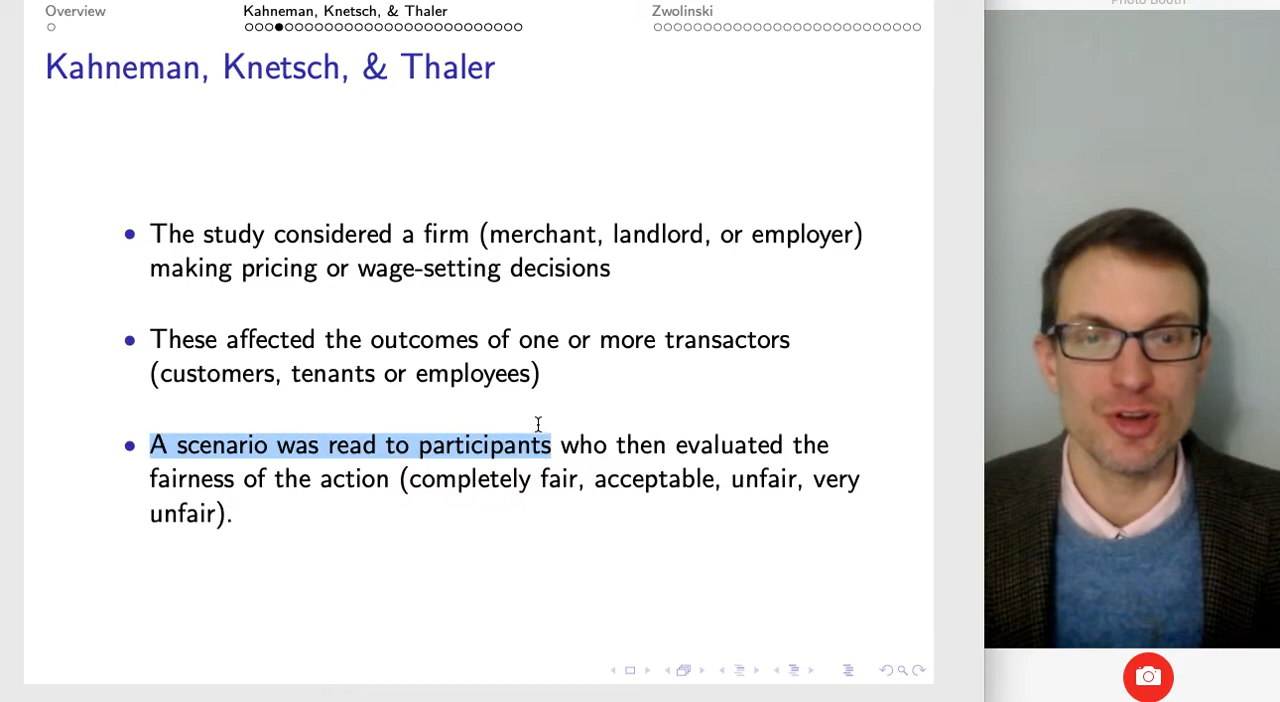 Overview
Kahneman, Knetsch, & Thaler
Zwolinski
Photo Booth
Kahneman, Knetsch, & Thaler
The study considered a firm (merchant, landlord, or employer)
making pricing or wage-setting decisions
These affected the outcomes of one or more transactors
(customers, tenants or employees)
A scenario was read to participants who then evaluated the
fairness of the action (completely fair, acceptable, unfair, very
unfair).